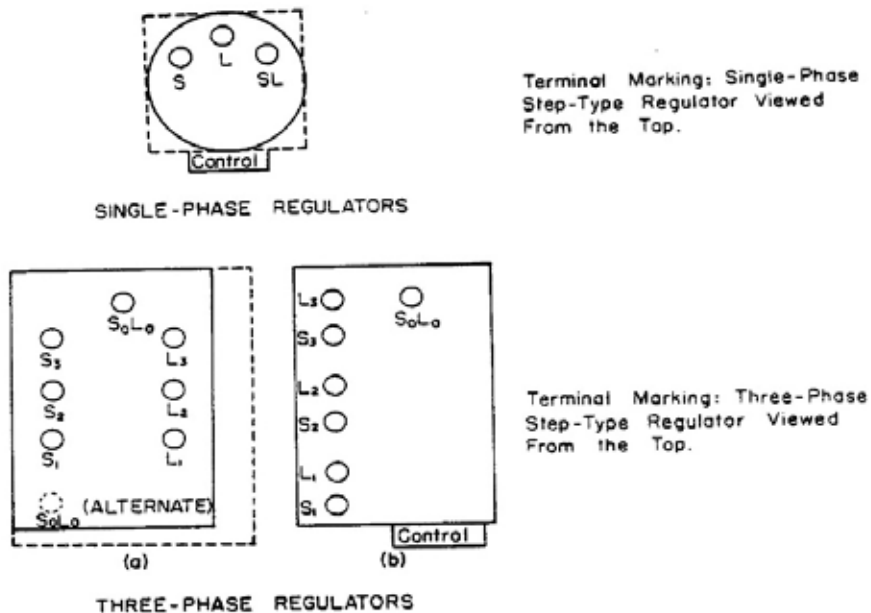 S L SL
Control
Terminal Marking: Single-Phase
Step-Type Regulator Viewed
From the Top.
SINGLE-PHASE REGULATORS
S₀L₀
S₃ L₃
S₂ L₂
S₁ L₁
S₀L₀ (ALTERNATE)
(a)
L₃ S₀L₀
S₃
L₂
S₂
L₁
S₁
Control
(b)
Terminal Marking: Three-Phase
Step-Type Regulator Viewed
From the Top.
THREE-PHASE REGULATORS